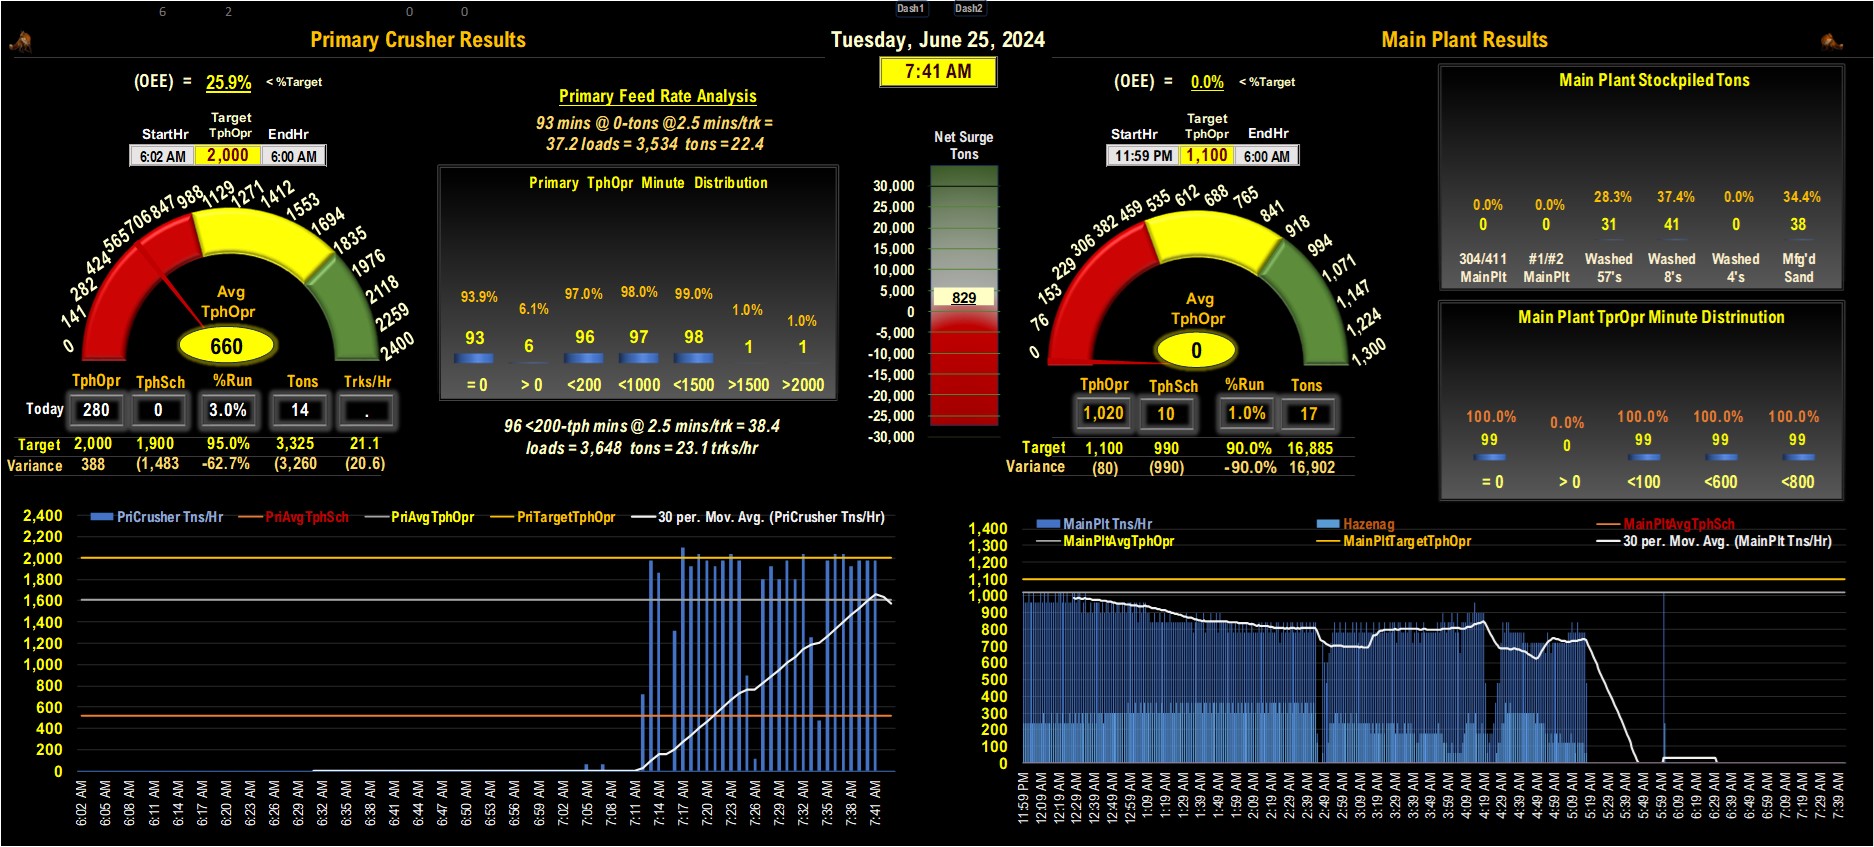 6 2 0 0 Dash1 Dash2
Primary Crusher Results
Tuesday, June 25, 2024
7:41 AM
Main Plant Results
(OEE) = 25.9% < %Target
Target
StartHr TphOpr EndHr
6:02 AM 2,000 6:00 AM
0 141 282 424 565 706 847 988 1129 1271 1412 1553 1694 1835 1976 2118 2259 2400
Avg
TphOpr
660
TphOpr TphSch %Run Tons Trks/Hr
Today 280 0 3.0% 14 .
Target 2,000 1,900 95.0% 3,325 21.1
Variance 388 (1,483 -62.7% (3,260 (20.6)
Primary Feed Rate Analysis
93 mins @ 0-tons @2.5 mins/trk =
37.2 loads = 3,534 tons = 22.4
Primary TphOpr Minute Distribution
93.9% 6.1% 97.0% 98.0% 99.0% 1.0% 1.0%
93 6 96 97 98 1 1
= 0 > 0 <200 <1000 <1500 >1500 >2000
96 <200-tph mins @ 2.5 mins/trk = 38.4
loads = 3,648 tons = 23.1 trks/hr
Net Surge
Tons
30,000
25,000
20,000
15,000
10,000
5,000
829
0
-5,000
-10,000
-15,000
-20,000
-25,000
-30,000
(OEE) = 0.0% < %Target
Target
StartHr TphOpr EndHr
11:59 PM 1,100 6:00 AM
0 76 153 229 306 382 459 535 612 688 765 841 918 994 1,071 1,147 1,224 1,300
Avg
TphOpr
0
TphOpr TphSch %Run Tons
1,020 10 1.0% 17
Target 1,100 990 90.0% 16,885
Variance (80) (990) -90.0% 16,902
Main Plant Stockpiled Tons
0.0% 0.0% 28.3% 37.4% 0.0% 34.4%
0 0 31 41 0 38
304/411 #1/#2 Washed Washed Washed Mfg'd
MainPlt MainPlt 57's 8's 4's Sand
Main Plant TprOpr Minute Distrinution
100.0% 0.0% 100.0% 100.0% 100.0%
99 0 99 99 99
= 0 > 0 <100 <600 <800
PriCrusher Tns/Hr PriAvgTphSch PriAvgTphOpr PriTargetTphOpr 30 per. Mov. Avg. (PriCrusher Tns/Hr)
2,400
2,200
2,000
1,800
1,600
1,400
1,200
1,000
800
600
400
200
0
6:02 AM 6:05 AM 6:08 AM 6:11 AM 6:14 AM 6:17 AM 6:20 AM 6:23 AM 6:26 AM 6:29 AM 6:32 AM 6:35 AM 6:38 AM 6:41 AM 6:44 AM 6:47 AM 6:50 AM 6:53 AM 6:56 AM 6:59 AM 7:02 AM 7:05 AM 7:08 AM 7:11 AM 7:14 AM 7:17 AM 7:20 AM 7:23 AM 7:26 AM 7:29 AM 7:32 AM 7:35 AM 7:38 AM 7:41 AM
MainPlt Tns/Hr Hazenag MainPltAvgTphSch
MainPltAvgTphOpr MainPltTargetTphOpr 30 per. Mov. Avg. (MainPlt Tns/Hr)
1,400
1,300
1,200
1,100
1,000
900
800
700
600
500
400
300
200
100
0
11:59 PM 12:09 AM 12:19 AM 12:29 AM 12:39 AM 12:49 AM 12:59 AM 1:09 AM 1:19 AM 1:29 AM 1:39 AM 1:49 AM 1:59 AM 2:09 AM 2:19 AM 2:29 AM 2:39 AM 2:49 AM 2:59 AM 3:09 AM 3:19 AM 3:29 AM 3:39 AM 3:49 AM 3:59 AM 4:09 AM 4:19 AM 4:29 AM 4:39 AM 4:49 AM 4:59 AM 5:09 AM 5:19 AM 5:29 AM 5:39 AM 5:49 AM 5:59 AM 6:09 AM 6:19 AM 6:29 AM 6:39 AM 6:49 AM 6:59 AM 7:09 AM 7:19 AM 7:29 AM 7:39 AM